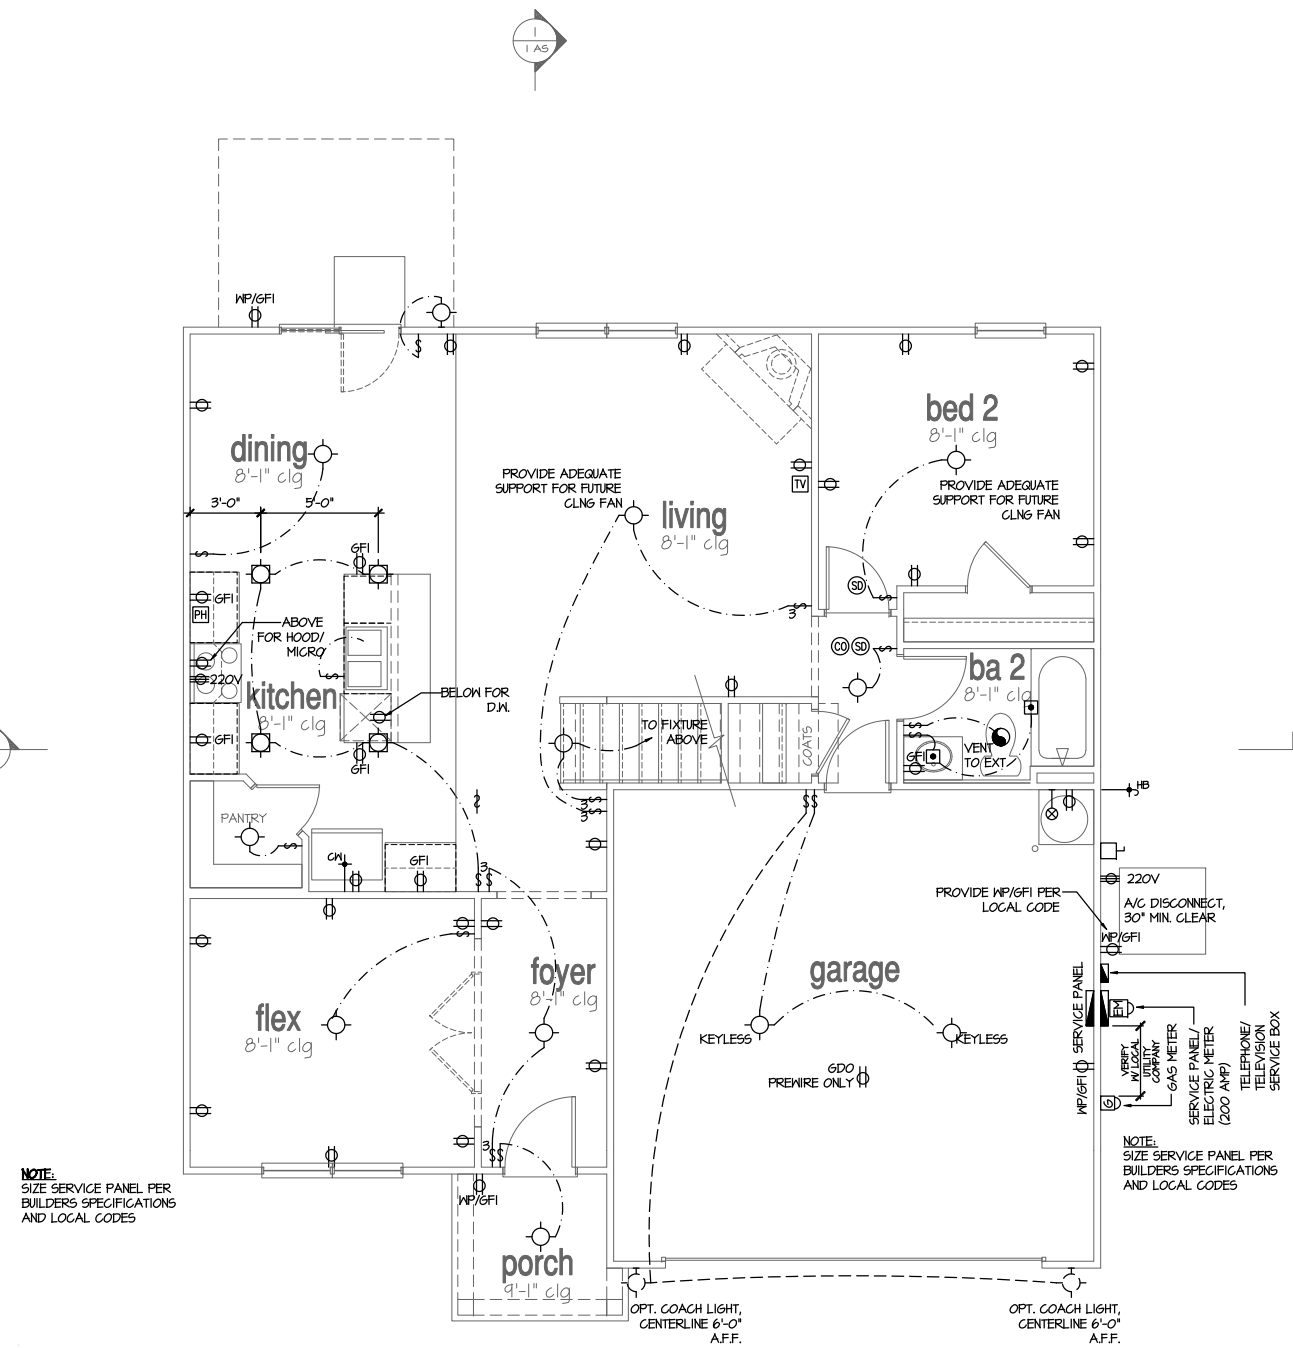 1
1 AS
WP/GFI
dining
8'-1" clg
3'-0"
5'-0"
PROVIDE ADEQUATE
SUPPORT FOR FUTURE
CLNG FAN
living
8'-1" clg
TV
bed 2
8'-1" clg
PROVIDE ADEQUATE
SUPPORT FOR FUTURE
CLNG FAN
S
S
GFI
GFI
PH
SD
S
3
S
ABOVE
FOR HOOD/
MICRO
S
220V
kitchen
8'-1" clg
BELOW FOR
D.W.
CO
SD
S
ba 2
8'-1" clg
TO FIXTURE
ABOVE
COATS
S
S
GFI
VENT
TO EXT.
GFI
GFI
PANTRY
S
S
3
S
3
S
SS
HB
CW
GFI
3
SS
220V
A/C DISCONNECT,
30" MIN. CLEAR
PROVIDE WP/GFI PER
LOCAL CODE
WP/GFI
S
flex
8'-1" clg
foyer
8'-1" clg
garage
KEYLESS
KEYLESS
GDO
PREWIRE ONLY
SERVICE PANEL
EM
WP/GFI
VERIFY
W/ LOCAL
UTILITY
COMPANY
G
GAS METER
SERVICE PANEL/
ELECTRIC METER
(200 AMP)
TELEPHONE/
TELEVISION
SERVICE BOX
3
SS
WP/GFI
NOTE:
SIZE SERVICE PANEL PER
BUILDERS SPECIFICATIONS
AND LOCAL CODES
NOTE:
SIZE SERVICE PANEL PER
BUILDERS SPECIFICATIONS
AND LOCAL CODES
porch
9'-1" clg
OPT. COACH LIGHT,
CENTERLINE 6'-0"
A.F.F.
OPT. COACH LIGHT,
CENTERLINE 6'-0"
A.F.F.